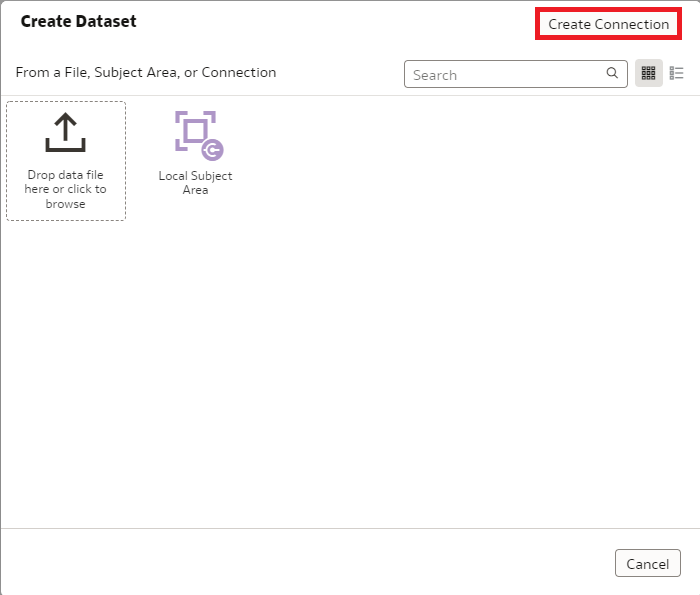 Create Dataset
Create Connection
From a File, Subject Area, or Connection
Search
Drop data file
here or click to
browse
Local Subject
Area
Cancel